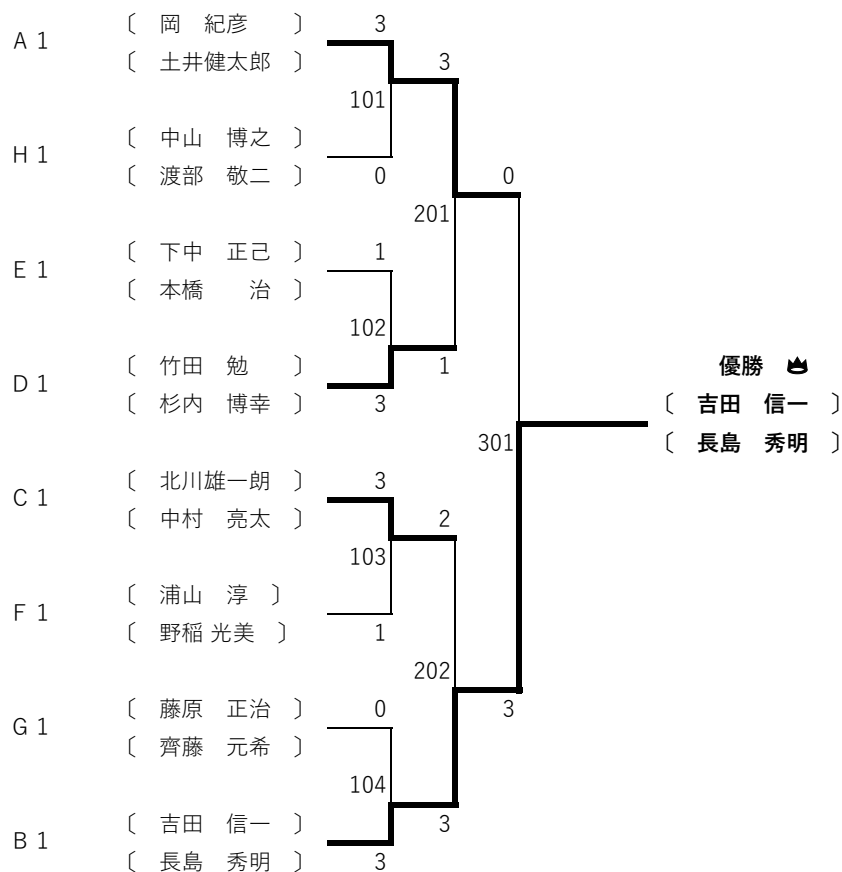 A 1 〔 岡 紀彦 〕 3
〔 土井健太郎 〕 3
101
H 1 〔 中山 博之 〕
〔 渡部 敬二 〕 0 0
201
E 1 〔 下中 正己 〕 1
〔 本橋 治 〕
102
D 1 〔 竹田 勉 〕 1 優勝
〔 杉内 博幸 〕 3 〔 吉田 信一 〕
301 〔 長島 秀明 〕
C 1 〔 北川雄一朗 〕 3
〔 中村 亮太 〕 2
103
F 1 〔 浦山 淳 〕
〔 野稲 光美 〕 1
202
G 1 〔 藤原 正治 〕 0 3
〔 齊藤 元希 〕
104
B 1 〔 吉田 信一 〕 3
〔 長島 秀明 〕 3